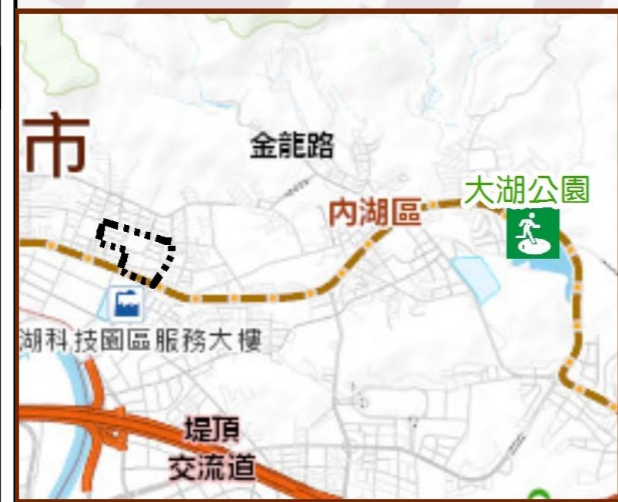 市
金龍路
大湖公園
內湖區
湖科技園區服務大樓
堤頂
交流道